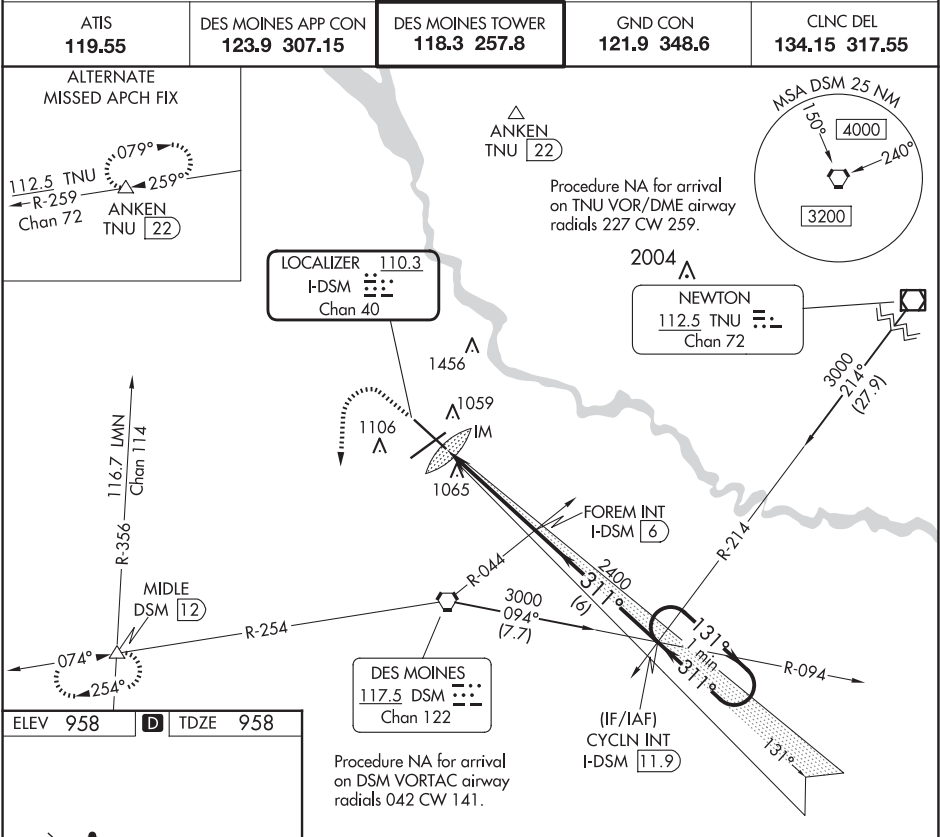 ATIS
119.55
DES MOINES APP CON
123.9 307.15
DES MOINES TOWER
118.3 257.8
GND CON
121.9 348.6
CLNC DEL
134.15 317.55
ALTERNATE
MISSED APCH FIX
079°
259°
112.5 TNU
R-259
Chan 72
ANKEN
TNU 22
ANKEN
TNU 22
MSA DSM 25 NM
150°
4000
240°
3200
Procedure NA for arrival
on TNU VOR/DME airway
radials 227 CW 259.
2004
LOCALIZER 110.3
I-DSM
Chan 40
NEWTON
112.5 TNU
Chan 72
3000
214°
(27.9)
1456
1059
1106
IM
1065
116.7 LMN
Chan 114
R-356
FOREM INT
I-DSM 6
R-214
R-044
2400
311°
(6)
MIDLE
DSM 12
R-254
3000
094°
(7.7)
131°
1 min
311°
R-094
074°
254°
DES MOINES
117.5 DSM
Chan 122
(IF/IAF)
CYCLN INT
I-DSM 11.9
131°
ELEV 958
D
TDZE 958
Procedure NA for arrival
on DSM VORTAC airway
radials 042 CW 141.